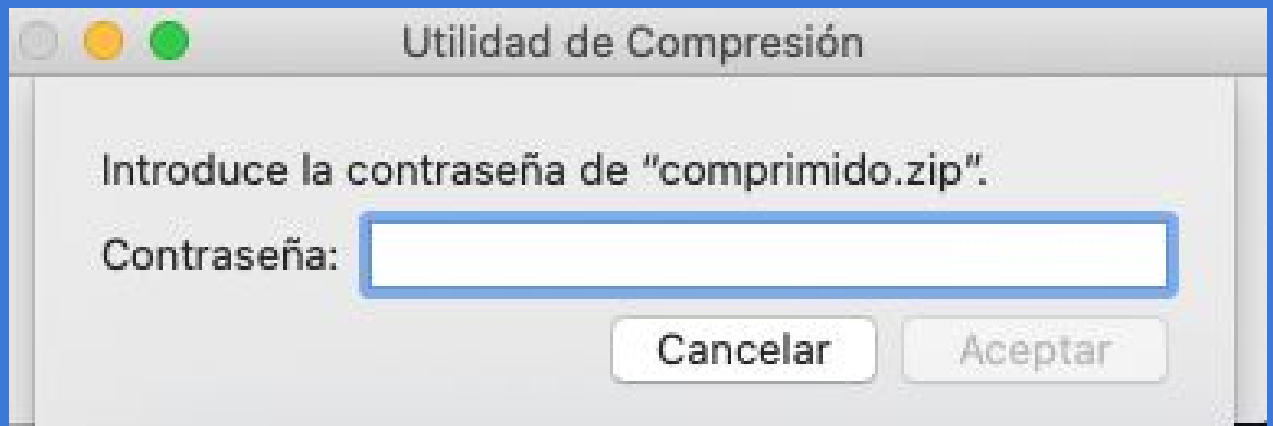 Utilidad de Compresión
Introduce la contraseña de “comprimido.zip”.
Contraseña:
Cancelar Aceptar